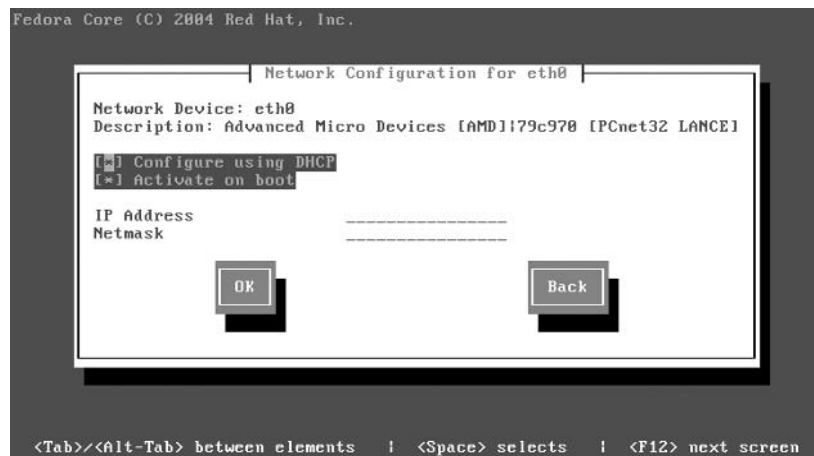 Fedora Core (C) 2004 Red Hat, Inc.
Network Configuration for eth0
Network Device: eth0
Description: Advanced Micro Devices [AMD]|79c970 [PCnet32 LANCE]
[*] Configure using DHCP
[*] Activate on boot
IP Address ________________
Netmask ________________
OK Back
<Tab>/<Alt-Tab> between elements | <Space> selects | <F12> next screen